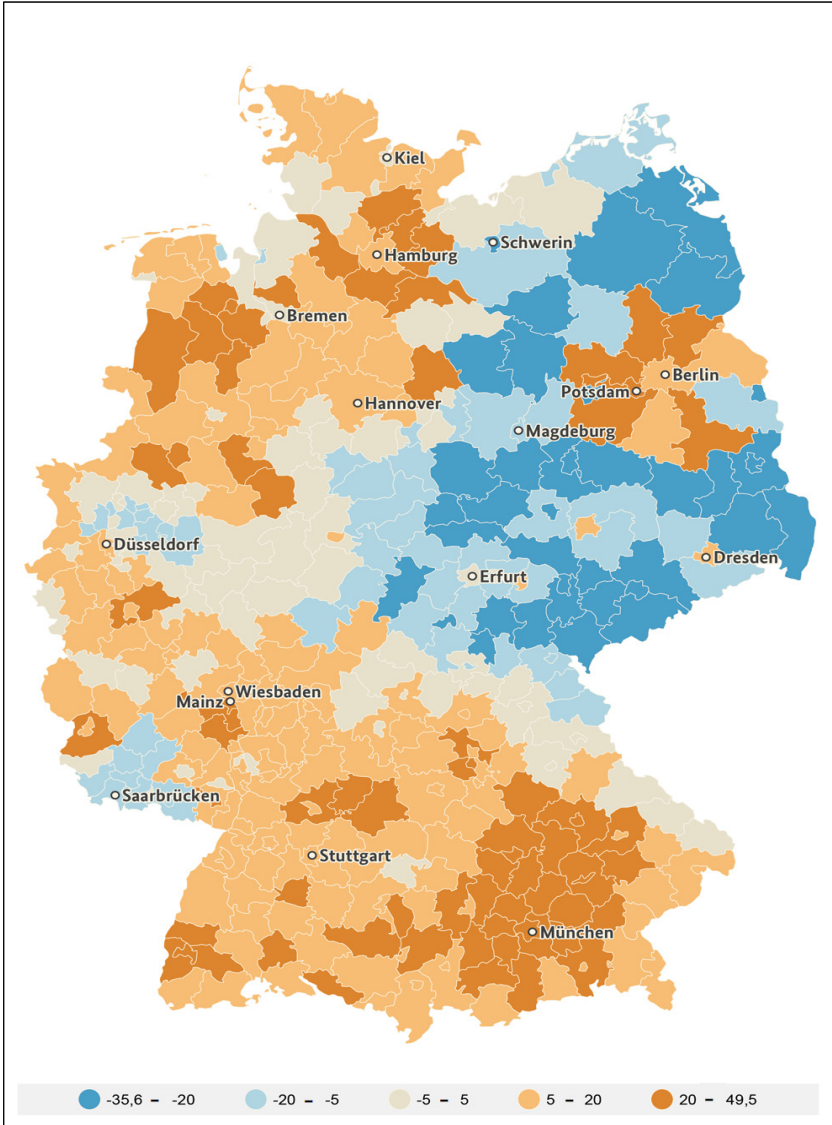 Kiel
Schwerin
Hamburg
Bremen
Berlin
Potsdam
Hannover
Magdeburg
Düsseldorf
Dresden
Erfurt
Wiesbaden
Mainz
Saarbrücken
Stuttgart
München
-35,6 – -20 -20 – -5 -5 – 5 5 – 20 20 – 49,5